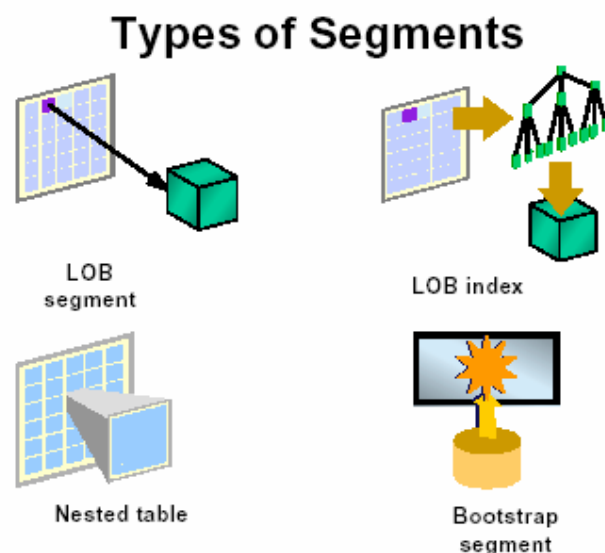 Types of Segments
LOB
segment
LOB index
Nested table
Bootstrap
segment